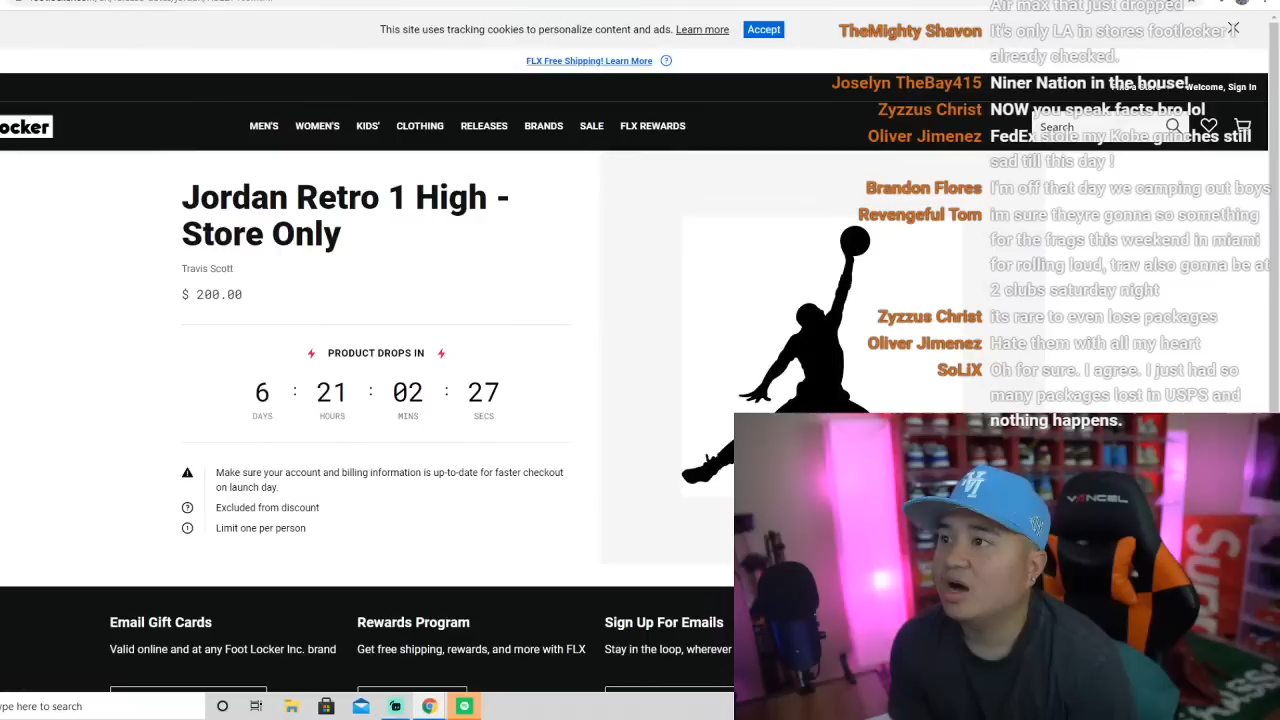 This site uses tracking cookies to personalize content and ads. Learn more
Accept
FLX Free Shipping! Learn More
Welcome, Sign In
ocker
MEN'S
WOMEN'S
KIDS'
CLOTHING
RELEASES
BRANDS
SALE
FLX REWARDS
Search
Jordan Retro 1 High -
Store Only
Travis Scott
$ 200.00
PRODUCT DROPS IN
6 : 21 : 02 : 27
DAYS HOURS MINS SECS
Make sure your account and billing information is up-to-date for faster checkout
on launch day.
Excluded from discount
Limit one per person
Air max that just dropped
TheMighty Shavon It's only LA in stores footlocker I
already checked.
Joselyn TheBay415 Niner Nation in the house!
Zyzzus Christ NOW you speak facts bro lol
Oliver Jimenez FedEx stole my Kobe grinches still
sad till this day !
Brandon Flores I'm off that day we camping out boys
Revengeful Tom im sure theyre gonna so something
for the frags this weekend in miami
for rolling loud, trav also gonna be at
2 clubs saturday night
Zyzzus Christ its rare to even lose packages
Oliver Jimenez Hate them with all my heart
SoLiX Oh for sure. I agree. I just had so
many packages lost in USPS and
nothing happens.
VANCEL
Sup
Email Gift Cards
Valid online and at any Foot Locker Inc. brand
Rewards Program
Get free shipping, rewards, and more with FLX
Sign Up For Emails
Stay in the loop, wherever
ype here to search